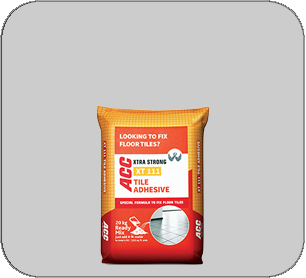 LOOKING TO FIX
FLOOR TILES?
ACC
XTRA STRONG
XT 111
TILE
ADHESIVE
SPECIAL FORMULA TO FIX FLOOR TILES
20 kg
Ready
Mix
ACC
ACC